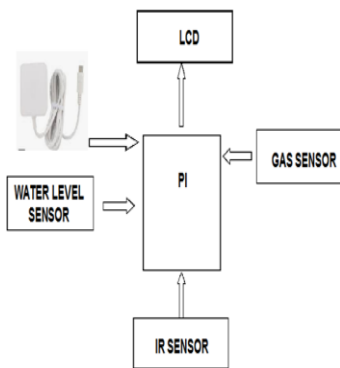 LCD
PI
GAS SENSOR
WATER LEVEL
SENSOR
IR SENSOR